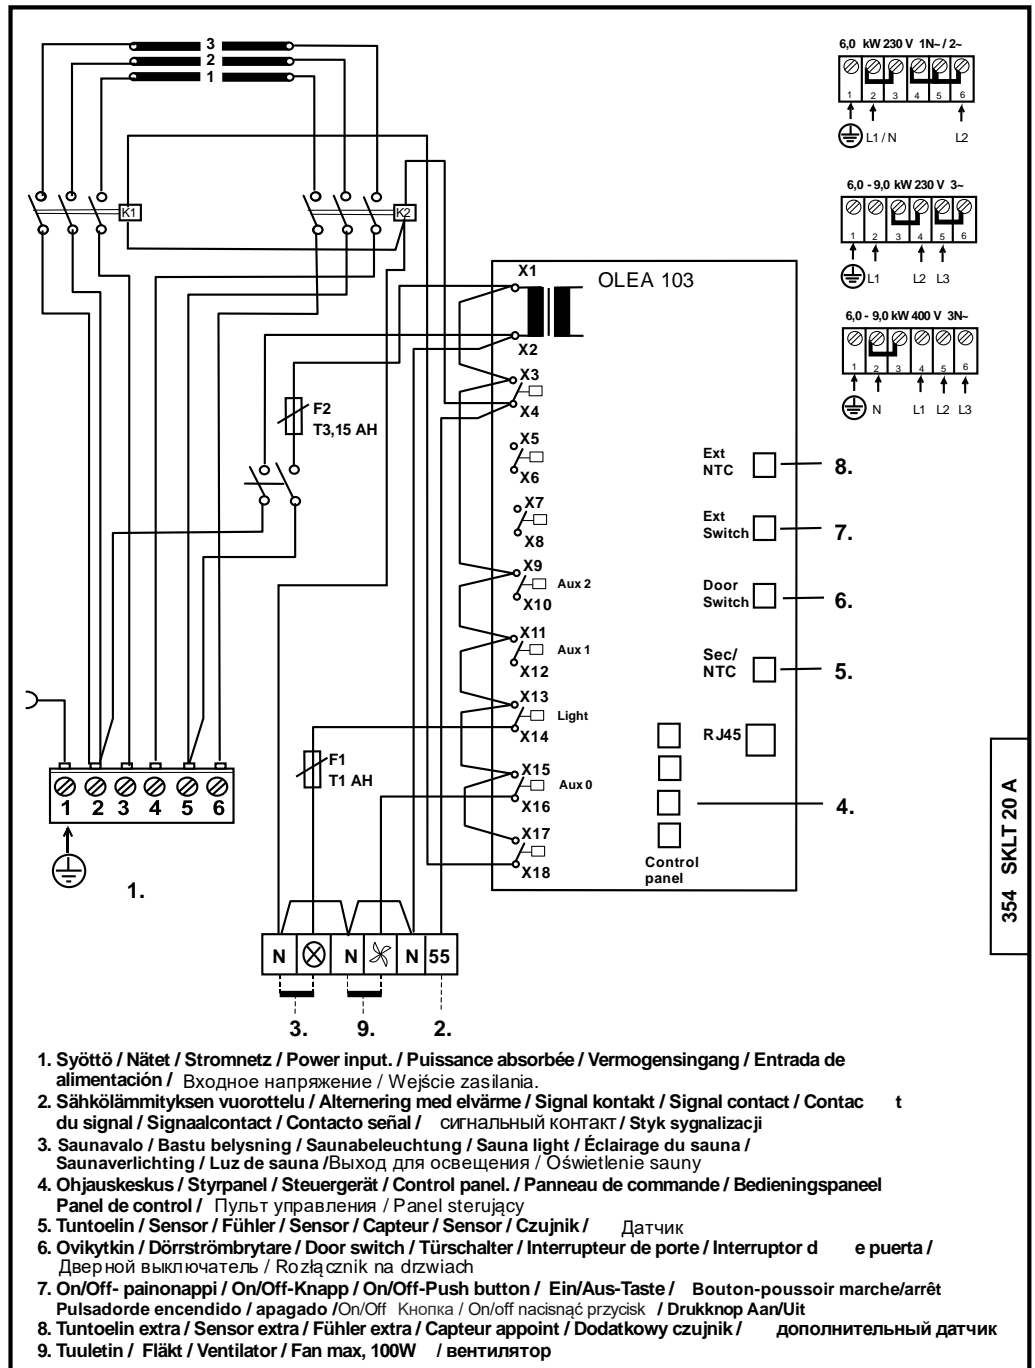 3
2
1
K1
K2
6,0 kW 230 V 1N~ / 2~
1 2 3 4 5 6
L1 / N L2
6,0 - 9,0 kW 230 V 3~
1 2 3 4 5 6
L1 L2 L3
6,0 - 9,0 kW 400 V 3N~
1 2 3 4 5 6
N L1 L2 L3
OLEA 103
X1
X2
X3
X4
X5
X6
X7
X8
X9
Aux 2
X10
X11
Aux 1
X12
X13
Light
X14
X15
Aux 0
X16
X17
X18
F2
T3,15 AH
F1
T1 AH
Ext
NTC
8.
Ext
Switch
7.
Door
Switch
6.
Sec/
NTC
5.
RJ45
4.
Control
panel
354 SKLT 20 A
1 2 3 4 5 6
1.
N N N 55
3. 9. 2.
1. Syöttö / Nätet / Stromnetz / Power input. / Puissance absorbée / Vermogensingang / Entrada de
alimentación / Входное напряжение / Wejście zasilania.
2. Sähkölämmityksen vuorottelu / Alternering med elvärme / Signal kontakt / Signal contact / Contac t
du signal / Signaalcontact / Contacto señal / сигнальный контакт / Styk sygnalizacji
3. Saunavalo / Bastu belysning / Saunabeleuchtung / Sauna light / Éclairage du sauna /
Saunaverlichting / Luz de sauna /Выход для освещения / Oświetlenie sauny
4. Ohjauskeskus / Styrpanel / Steuergerät / Control panel. / Panneau de commande / Bedieningspaneel
Panel de control / Пульт управления / Panel sterujący
5. Tuntoelin / Sensor / Fühler / Sensor / Capteur / Sensor / Czujnik / Датчик
6. Ovikytkin / Dörrströmbrytare / Door switch / Türschalter / Interrupteur de porte / Interruptor d e puerta /
Дверной выключатель / Rozłącznik na drzwiach
7. On/Off- painonappi / On/Off-Knapp / On/Off-Push button / Ein/Aus-Taste / Bouton-poussoir marche/arrêt
Pulsadorde encendido / apagado /On/Off Кнопка / On/off nacisnąć przycisk / Drukknop Aan/Uit
8. Tuntoelin extra / Sensor extra / Fühler extra / Capteur appoint / Dodatkowy czujnik / дополнительный датчик
9. Tuuletin / Fläkt / Ventilator / Fan max, 100W / вентилятор